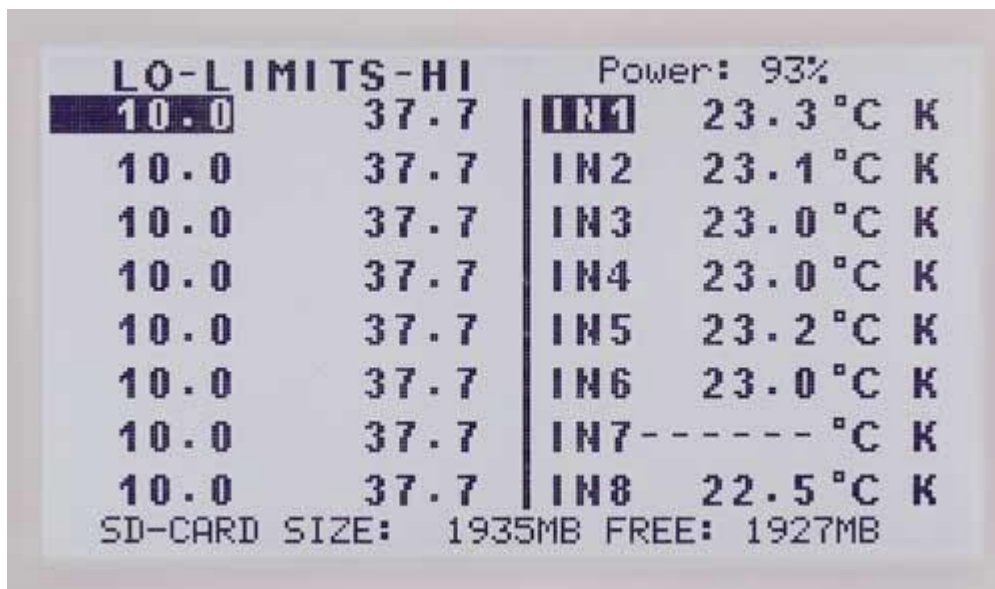 LO-LIMITS-HI Power: 93%
10.0 37.7 IN1 23.3°C K
10.0 37.7 IN2 23.1°C K
10.0 37.7 IN3 23.0°C K
10.0 37.7 IN4 23.0°C K
10.0 37.7 IN5 23.2°C K
10.0 37.7 IN6 23.0°C K
10.0 37.7 IN7------°C K
10.0 37.7 IN8 22.5°C K
SD-CARD SIZE: 1935MB FREE: 1927MB